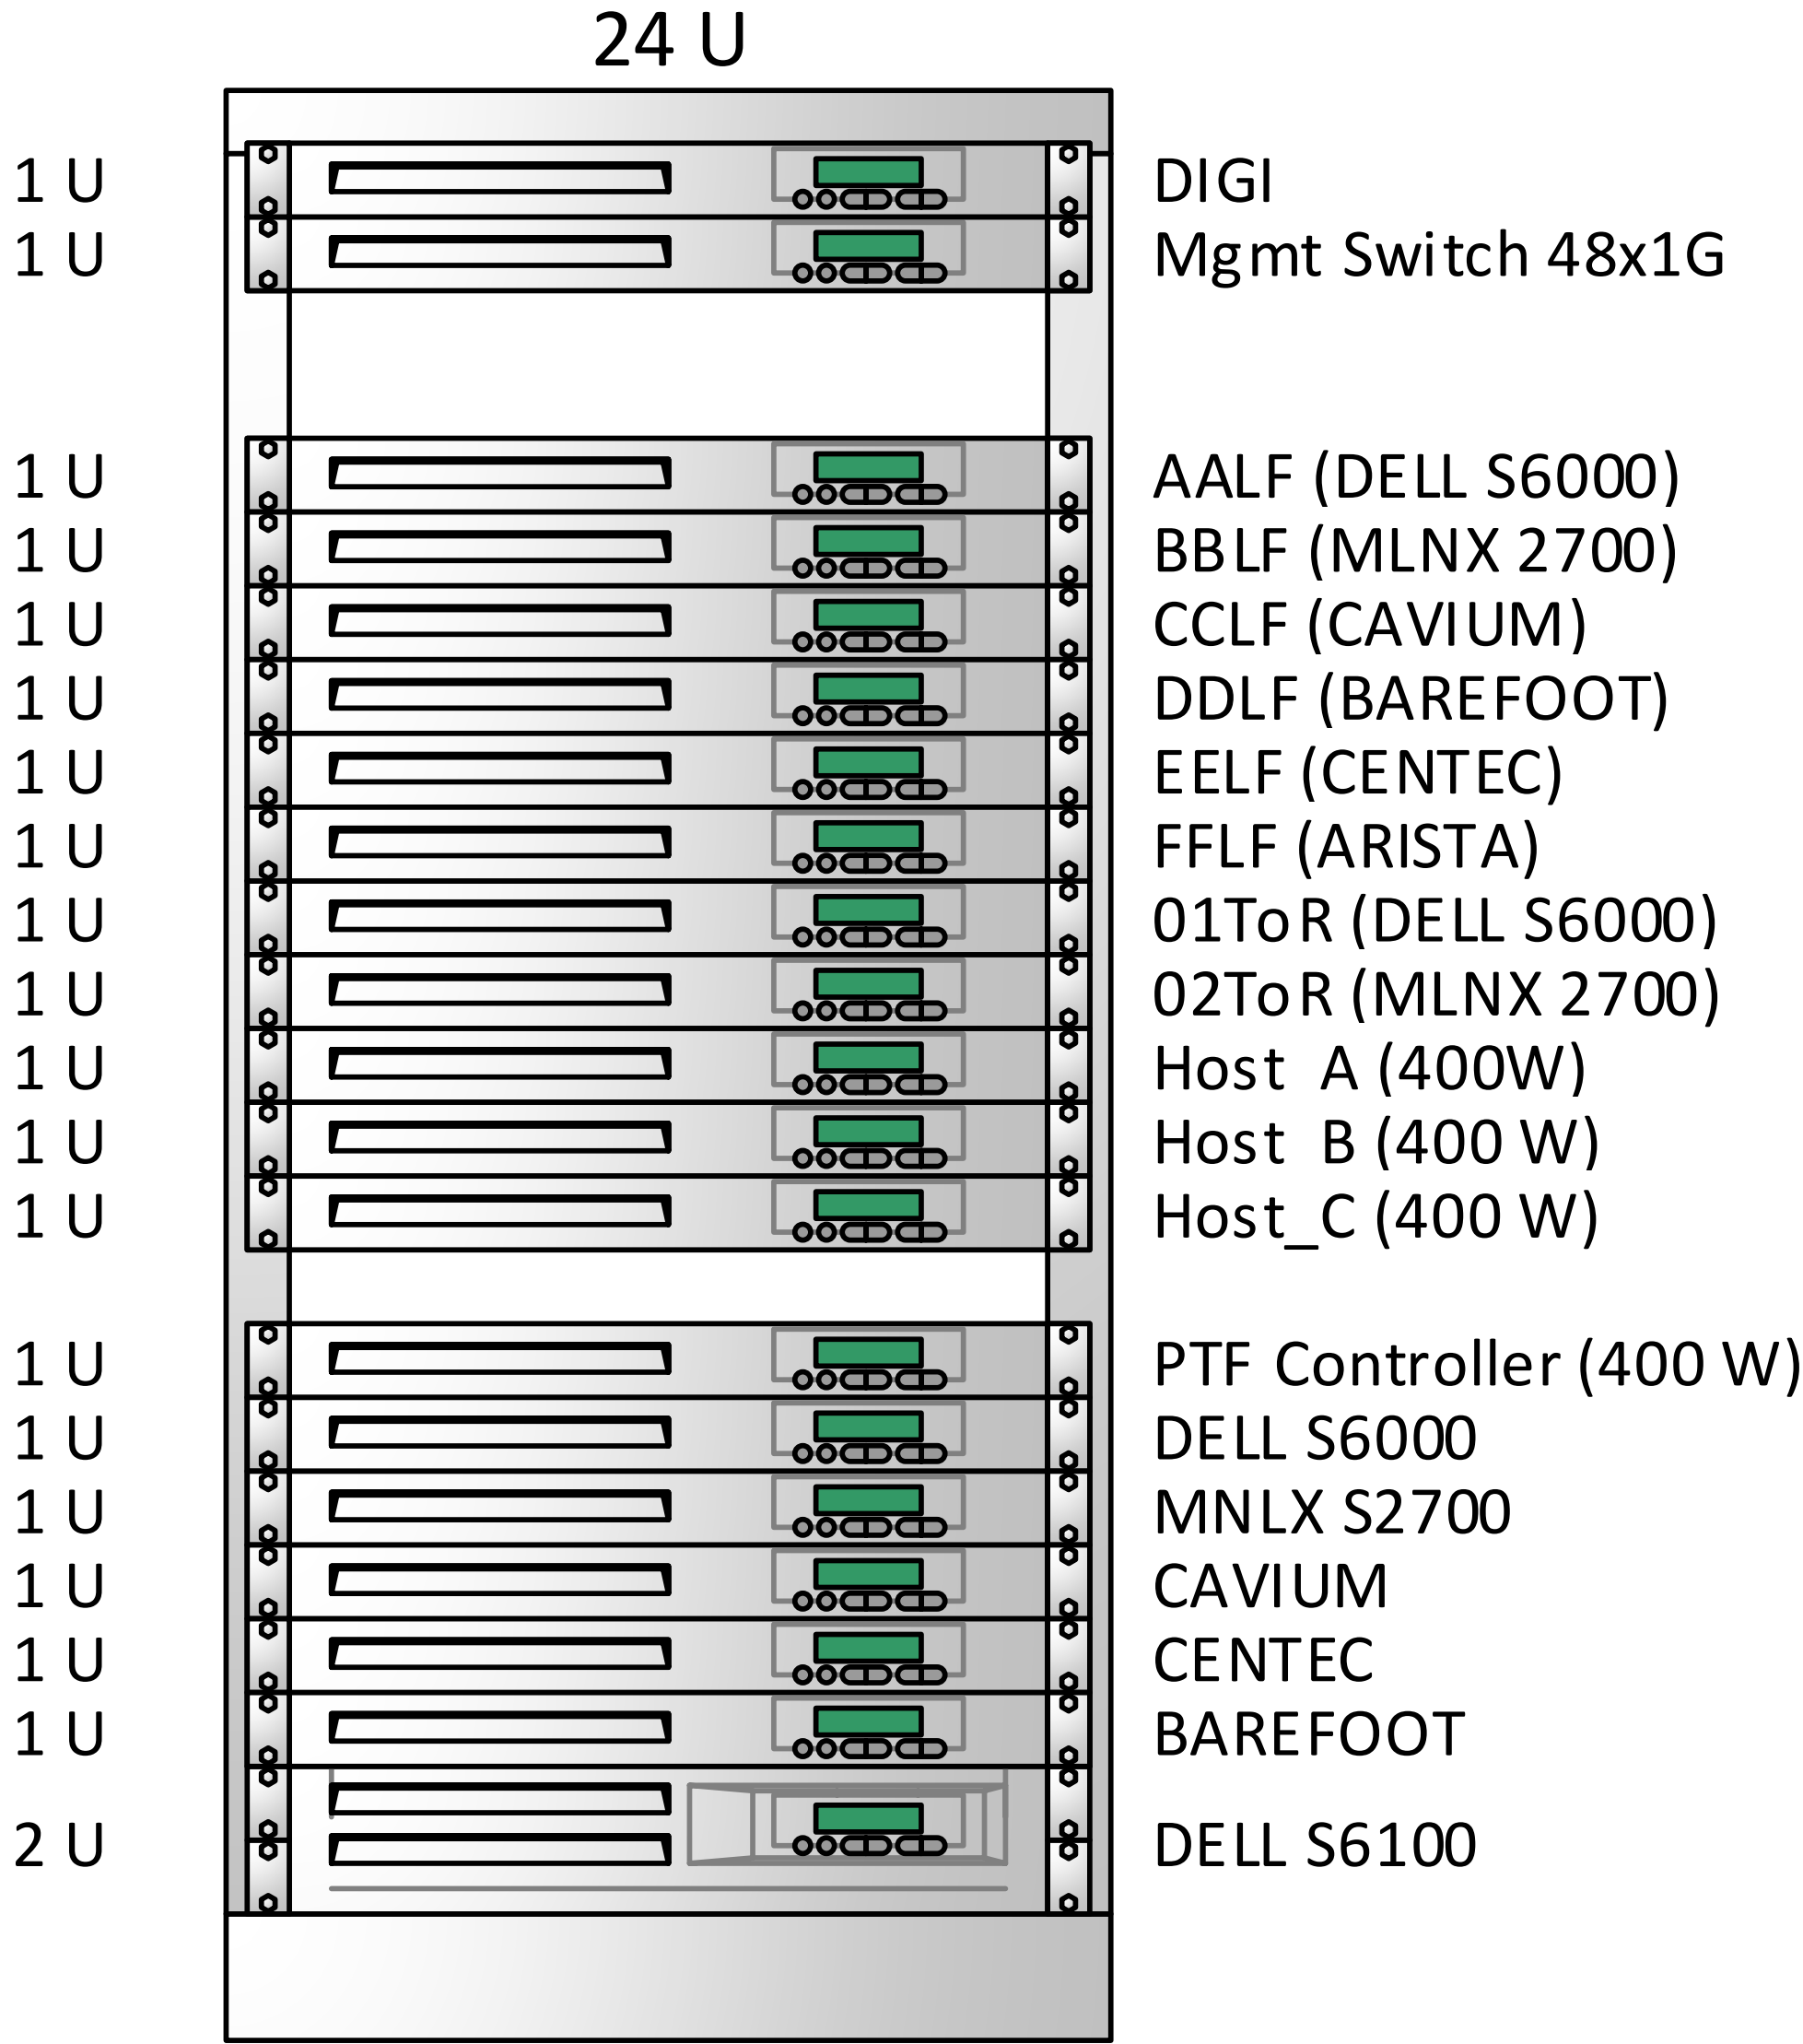 24 U
1 U DIGI
1 U Mgmt Switch 48x1G
1 U AALF (DELL S6000)
1 U BBLF (MLNX 2700)
1 U CCLF (CAVIUM)
1 U DDLF (BAREFOOT)
1 U EELF (CENTEC)
1 U FFLF (ARISTA)
1 U 01ToR (DELL S6000)
1 U 02ToR (MLNX 2700)
1 U Host A (400W)
1 U Host B (400 W)
1 U Host_C (400 W)
1 U PTF Controller (400 W)
1 U DELL S6000
1 U MNLX S2700
1 U CAVIUM
1 U CENTEC
1 U BAREFOOT
2 U DELL S6100